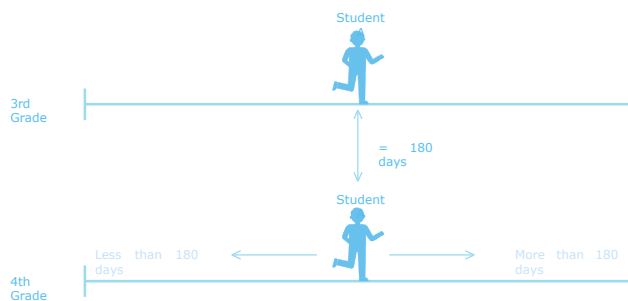 Student
3rd
Grade
= 180
days
Student
Less than 180
days
More than 180
days
4th
Grade